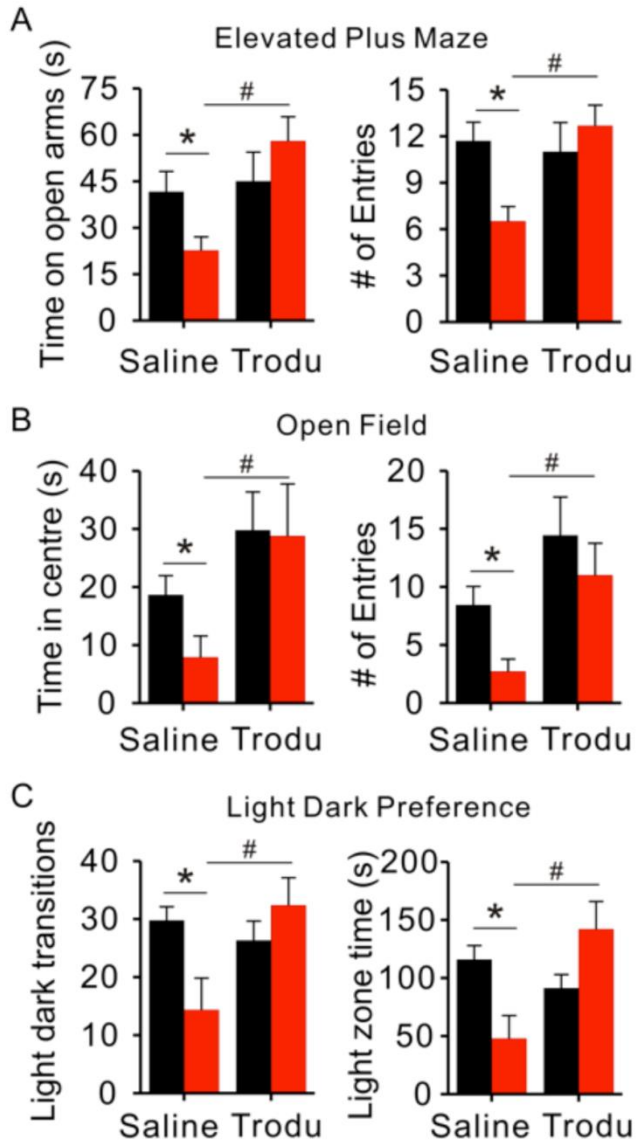 A
Elevated Plus Maze
Time on open arms (s)
75
60
45
30
15
0
*
#
Saline Trodu
# of Entries
15
12
9
6
3
0
*
#
Saline Trodu
B
Open Field
Time in centre (s)
40
30
20
10
0
*
#
Saline Trodu
# of Entries
20
15
10
5
0
*
#
Saline Trodu
C
Light Dark Preference
Light dark transitions
40
30
20
10
0
*
#
Saline Trodu
Light zone time (s)
200
150
100
50
0
*
#
Saline Trodu